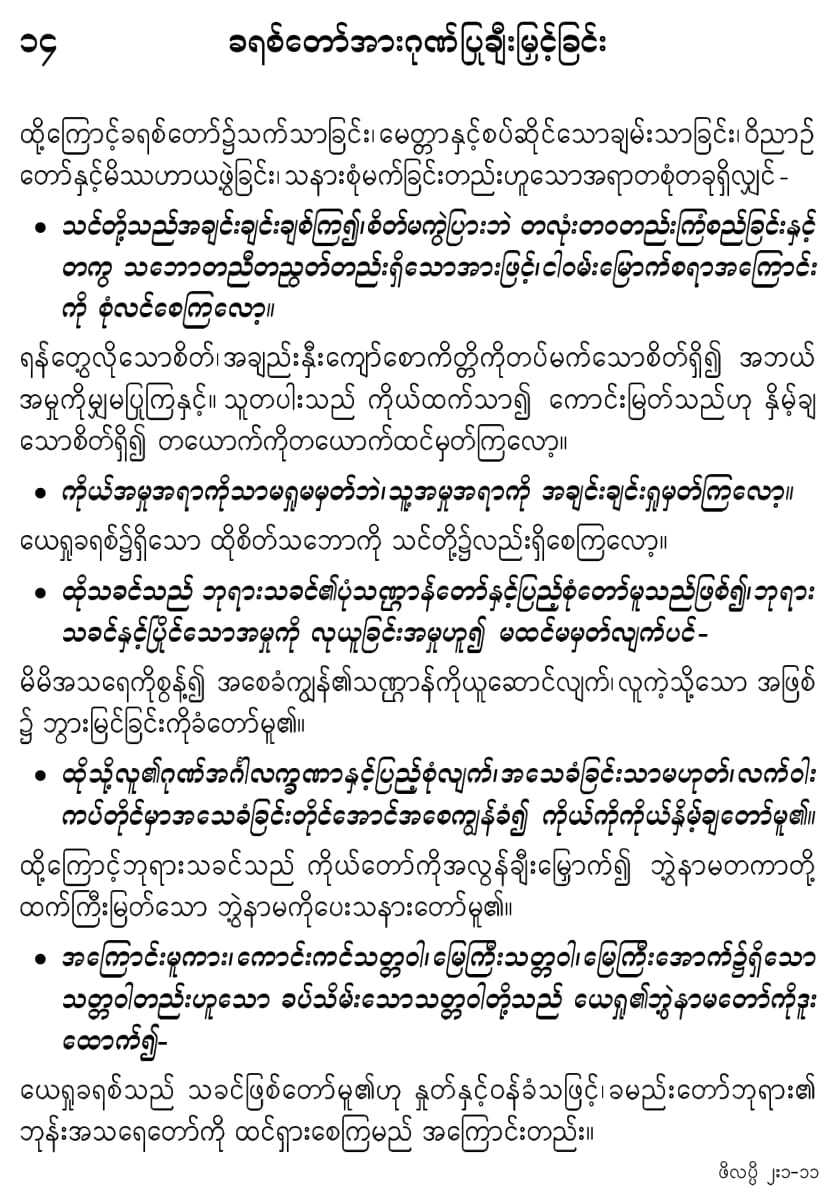 ၁၄ ခရစ်တော်အားဂုဏ်ပြုချီးမြှင့်ခြင်း
ထို့ကြောင့်ခရစ်တော်၌သက်သာခြင်း၊ မေတ္တာနှင့်စပ်ဆိုင်သောချမ်းသာခြင်း၊ ဝိညာဉ်
တော်နှင့်မိဿဟာယဖွဲ့ခြင်း၊ သနားစုံမက်ခြင်းတည်းဟူသောအရာတစုံတခုရှိလျှင် -
• သင်တို့သည်အချင်းချင်းချစ်ကြ၍၊ စိတ်မကွဲပြားဘဲ တလုံးတဝတည်းကြံစည်ခြင်းနှင့်
တကွ သဘောတညီတညွတ်တည်းရှိသောအားဖြင့်၊ ငါဝမ်းမြောက်စရာအကြောင်း
ကို စုံလင်စေကြလော့။
ရန်တွေ့လိုသောစိတ်၊ အချည်းနှီးကျော်စောကိတ္တိကိုတပ်မက်သောစိတ်ရှိ၍ အဘယ်
အမှုကိုမျှမပြုကြနှင့်။ သူတပါးသည် ကိုယ်ထက်သာ၍ ကောင်းမြတ်သည်ဟု နှိမ့်ချ
သောစိတ်ရှိ၍ တယောက်ကိုတယောက်ထင်မှတ်ကြလော့။
• ကိုယ်အမှုအရာကိုသာမရှုမမှတ်ဘဲ၊ သူ့အမှုအရာကို အချင်းချင်းရှုမှတ်ကြလော့။
ယေရှုခရစ်၌ရှိသော ထိုစိတ်သဘောကို သင်တို့၌လည်းရှိစေကြလော့။
• ထိုသခင်သည် ဘုရားသခင်၏ပုံသဏ္ဌာန်တော်နှင့်ပြည့်စုံတော်မူသည်ဖြစ်၍၊ ဘုရား
သခင်နှင့်ပြိုင်သောအမှုကို လုယူခြင်းအမှုဟူ၍ မထင်မမှတ်လျက်ပင်-
မိမိအသရေကိုစွန့်၍ အစေခံကျွန်၏သဏ္ဌာန်ကိုယူဆောင်လျက်၊ လူကဲ့သို့သော အဖြစ်
၌ ဘွားမြင်ခြင်းကိုခံတော်မူ၏။
• ထိုသို့လူ၏ဂုဏ်အင်္ဂါလက္ခဏာနှင့်ပြည့်စုံလျက်၊ အသေခံခြင်းသာမဟုတ်၊ လက်ဝါး
ကပ်တိုင်မှာအသေခံခြင်းတိုင်အောင်အစေကျွန်ခံ၍ ကိုယ်ကိုကိုယ်နှိမ့်ချတော်မူ၏။
ထို့ကြောင့်ဘုရားသခင်သည် ကိုယ်တော်ကိုအလွန်ချီးမြှောက်၍ ဘွဲ့နာမတကာတို့
ထက်ကြီးမြတ်သော ဘွဲ့နာမကိုပေးသနားတော်မူ၏။
• အကြောင်းမူကား၊ ကောင်းကင်သတ္တဝါ၊ မြေကြီးသတ္တဝါ၊ မြေကြီးအောက်၌ရှိသော
သတ္တဝါတည်းဟူသော ခပ်သိမ်းသောသတ္တဝါတို့သည် ယေရှု၏ဘွဲ့နာမတော်ကိုဒူး
ထောက်၍-
ယေရှုခရစ်သည် သခင်ဖြစ်တော်မူ၏ဟု နှုတ်နှင့်ဝန်ခံသဖြင့်၊ ခမည်းတော်ဘုရား၏
ဘုန်းအသရေတော်ကို ထင်ရှားစေကြမည် အကြောင်းတည်း။
ဖိလပ္ပိ ၂း၁-၁၁